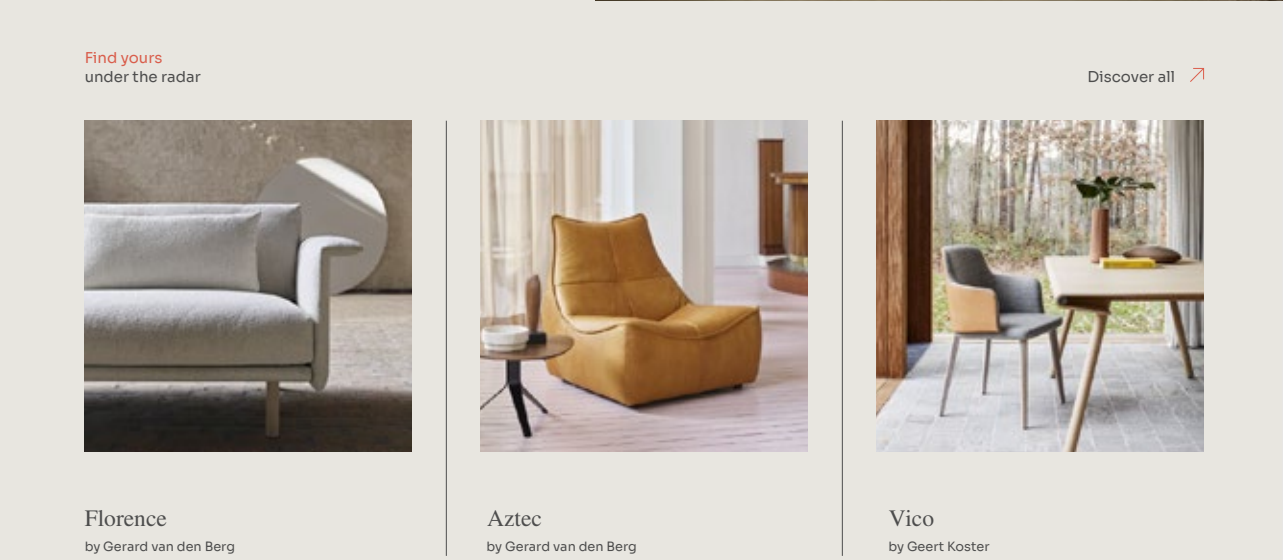 Find yours
under the radar
Discover all
Florence
by Gerard van den Berg
Aztec
by Gerard van den Berg
Vico
by Geert Koster